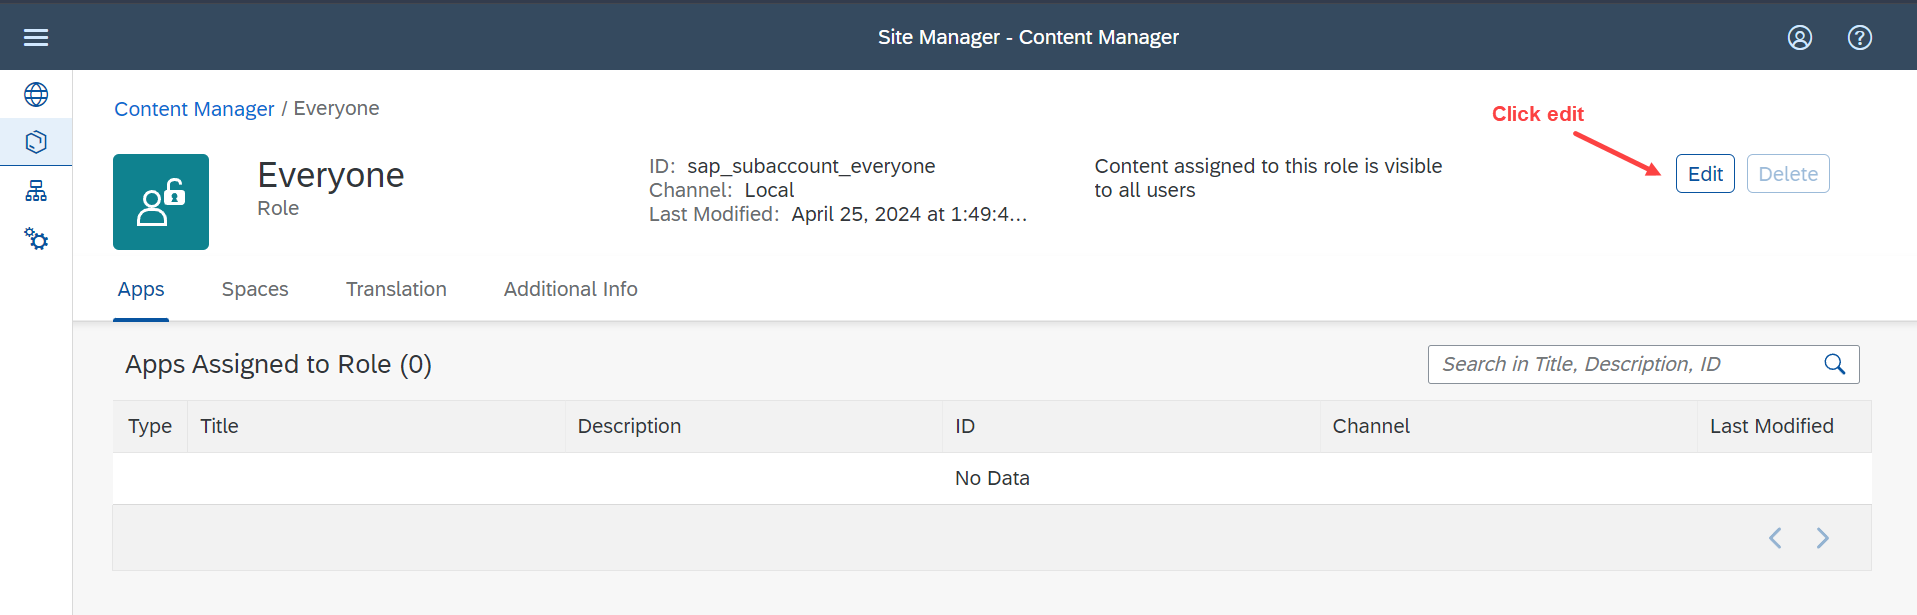 Site Manager - Content Manager
Content Manager / Everyone
Click edit
Everyone
Role
ID: sap_subaccount_everyone
Channel: Local
Last Modified: April 25, 2024 at 1:49:4...
Content assigned to this role is visible
to all users
Edit
Delete
Apps
Spaces
Translation
Additional Info
Apps Assigned to Role (0)
Search in Title, Description, ID
Type
Title
Description
ID
Channel
Last Modified
No Data